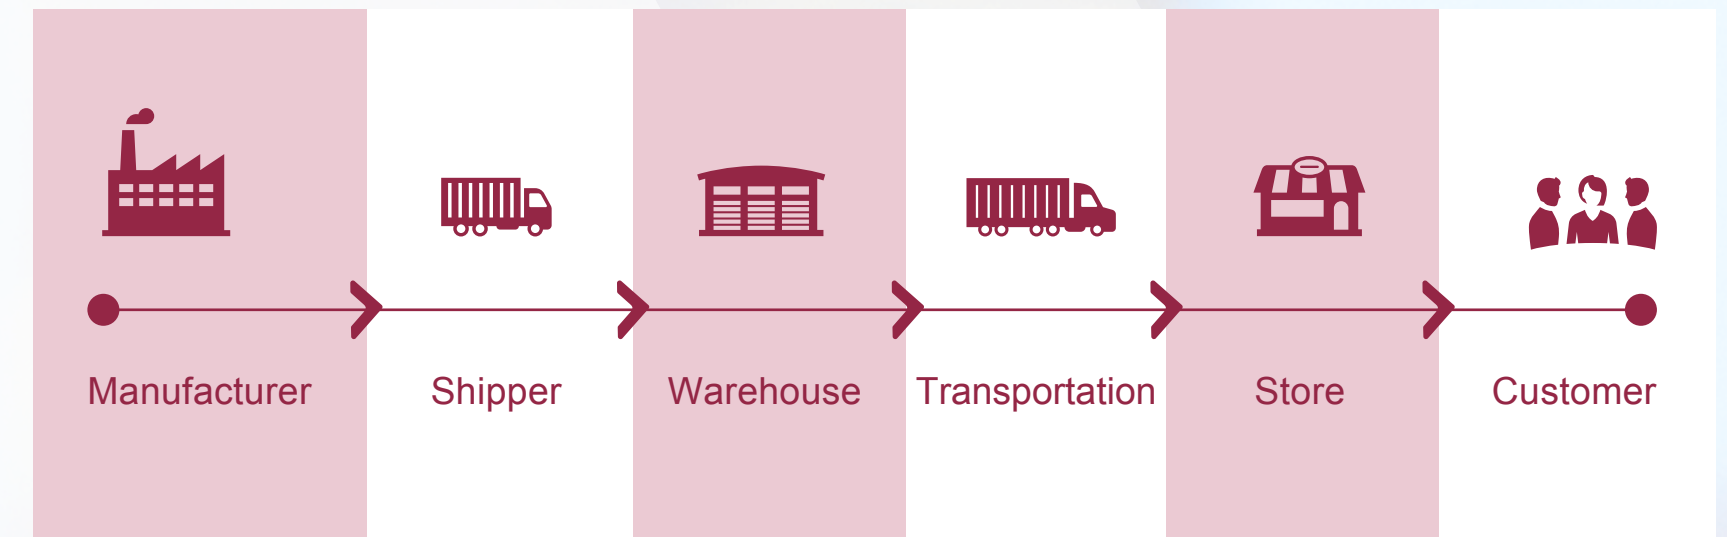 Manufacturer
Shipper
Warehouse
Transportation
Store
Customer